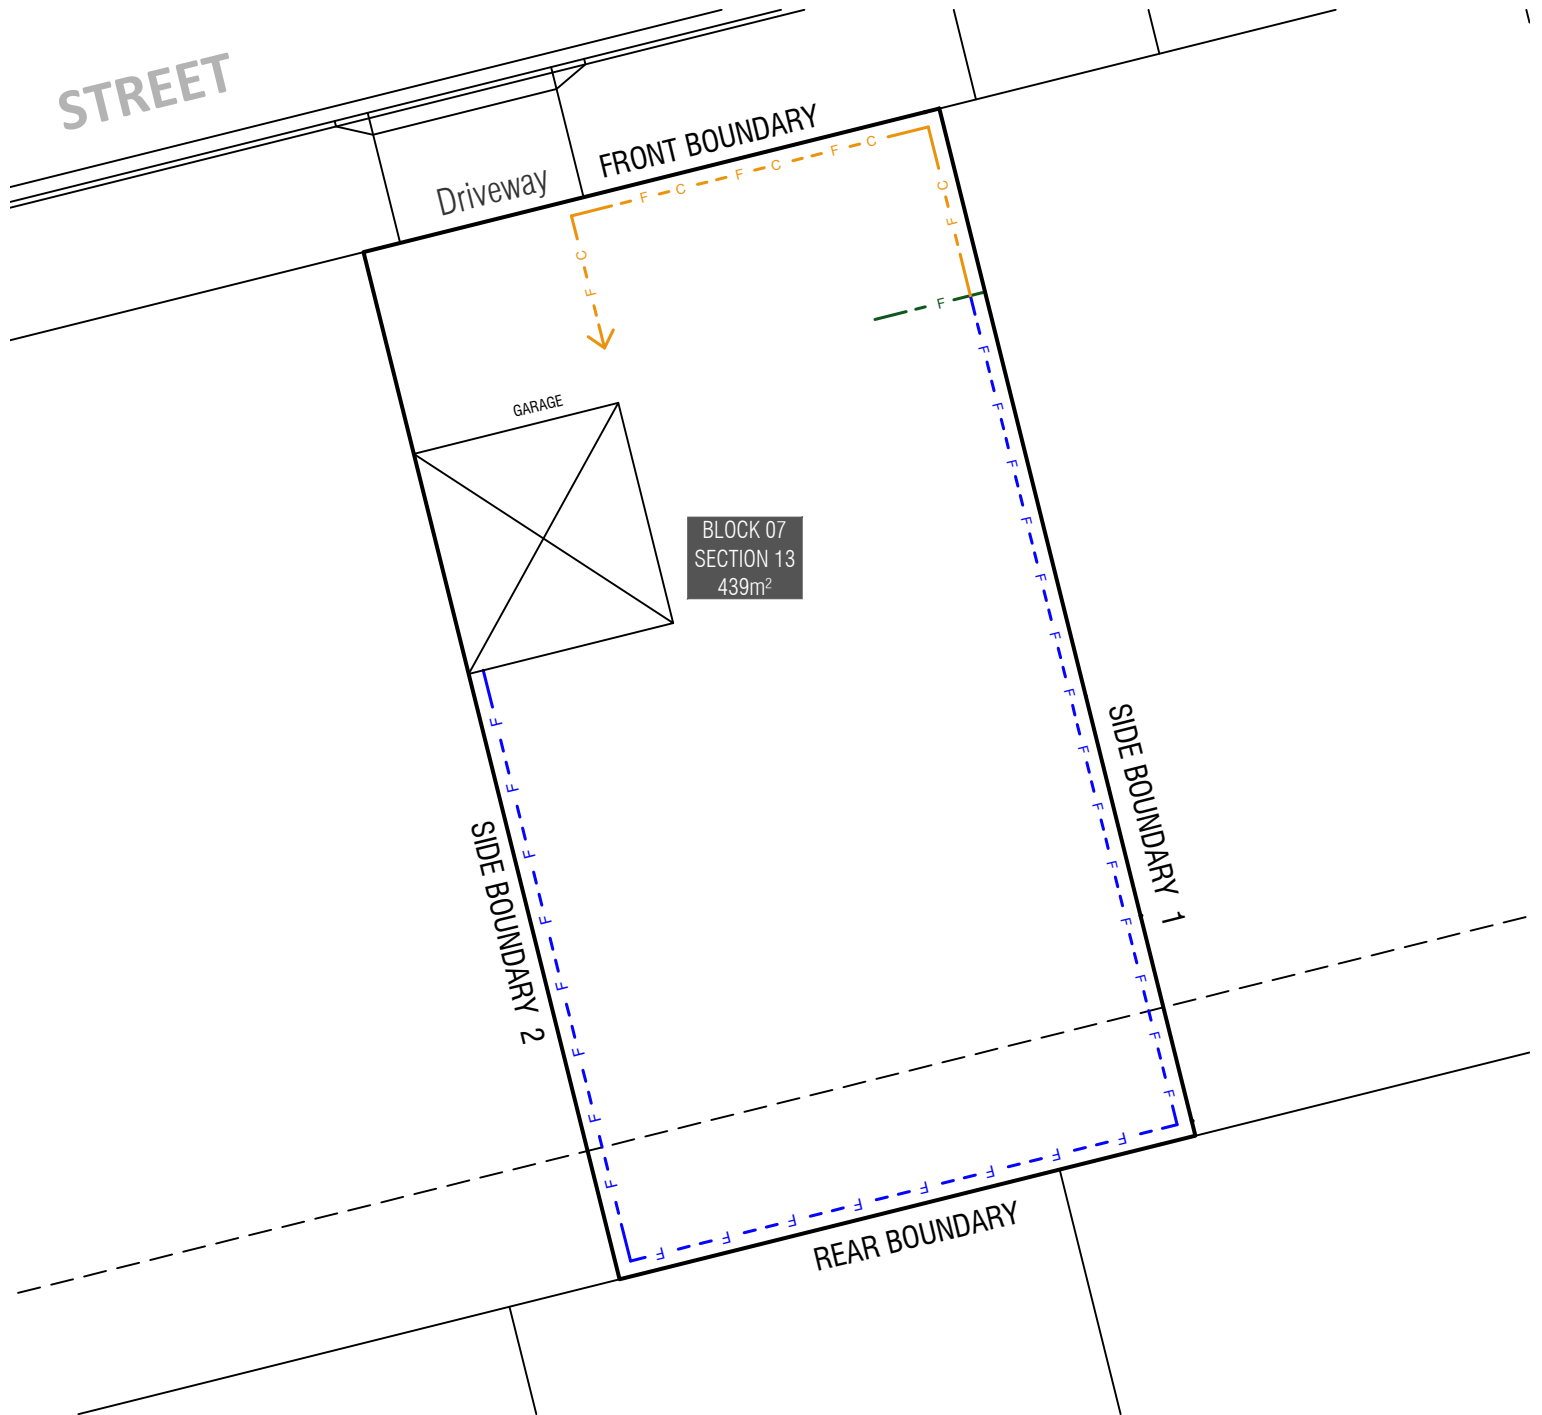 STREET
FRONT BOUNDARY
Driveway
F C F C F C
C F
C F
F
GARAGE
BLOCK 07
SECTION 13
439m²
SIDE BOUNDARY 1
F F F F F F F F F F F F F F
SIDE BOUNDARY 2
F F F F F F F F
F F F F F F F F
REAR BOUNDARY